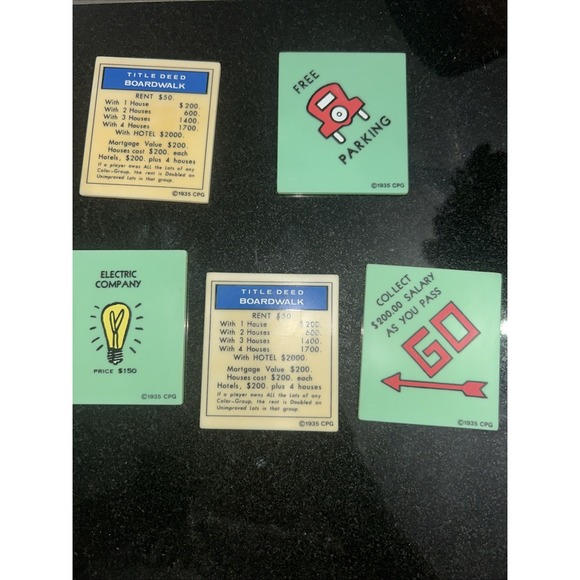 TITLE DEED
BOARDWALK
RENT $50.
With 1 House $200.
With 2 Houses 600.
With 3 Houses 1400.
With 4 Houses 1700.
With HOTEL $2000.
Mortgage Value $200.
Houses cost $200. each
Hotels, $200. plus 4 houses
If a player owns ALL the Lots of any
Color-Group, the rent is Doubled on
Unimproved Lots in that group.
©1935 CPG
FREE
PARKING
©1935 CPG
ELECTRIC
COMPANY
PRICE $150
©1935 CPG
TITLE DEED
BOARDWALK
RENT $50.
With 1 House $200.
With 2 Houses 600.
With 3 Houses 1400.
With 4 Houses 1700.
With HOTEL $2000.
Mortgage Value $200.
Houses cost $200. each
Hotels, $200. plus 4 houses
If a player owns ALL the Lots of any
Color-Group, the rent is Doubled on
Unimproved Lots in that group.
©1935 CPG
COLLECT
$200.00 SALARY
AS YOU PASS
GO
©1935 CPG